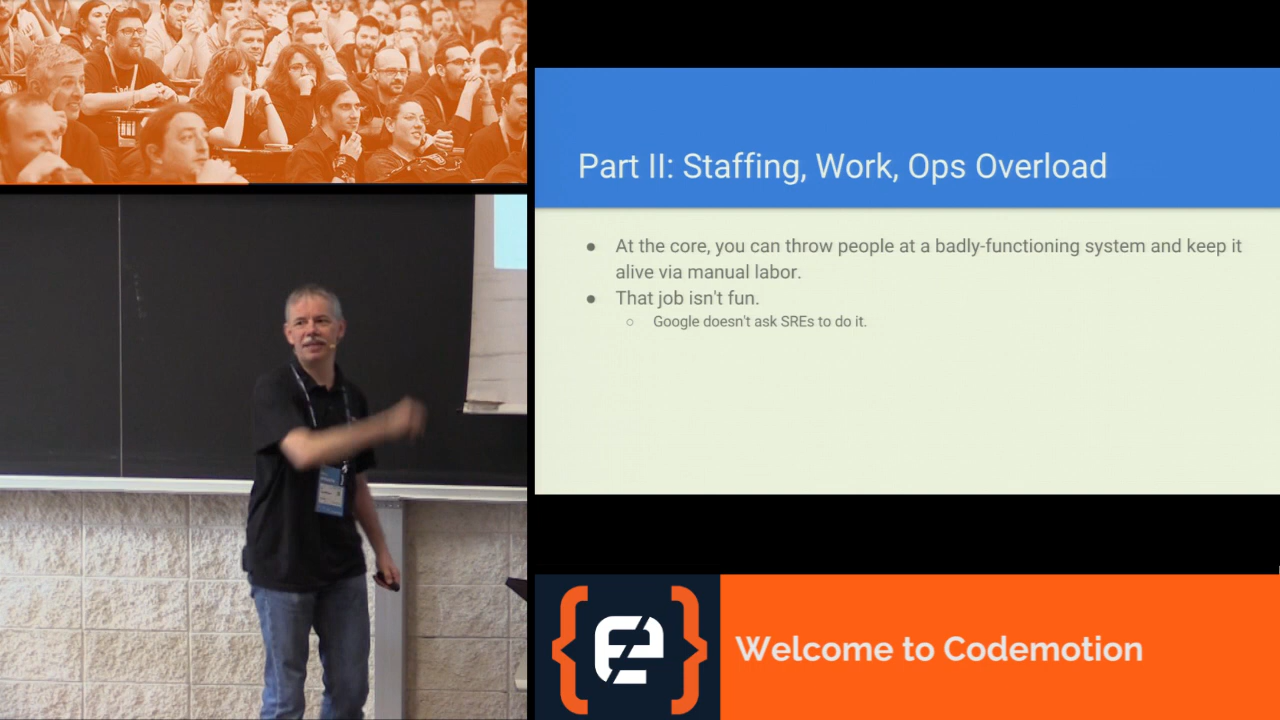 Part II: Staffing, Work, Ops Overload
● At the core, you can throw people at a badly-functioning system and keep it
alive via manual labor.
● That job isn't fun.
○ Google doesn't ask SREs to do it.
Welcome to Codemotion